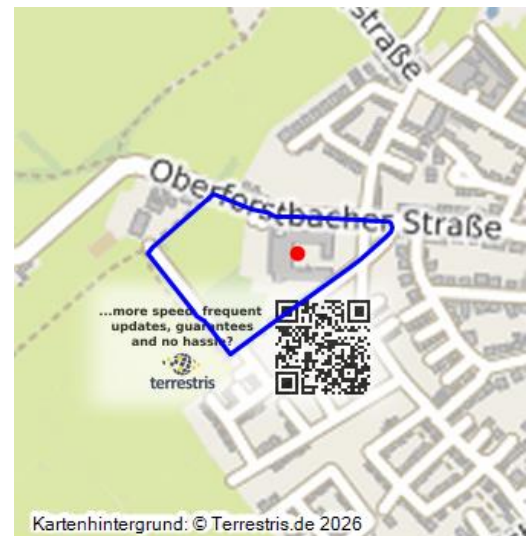 straße
Oberforstbacher Straße
...more speed, frequent
updates, guarantees
and no hassle?
terrestris
Kartenhintergrund: © Terrestris.de 2026